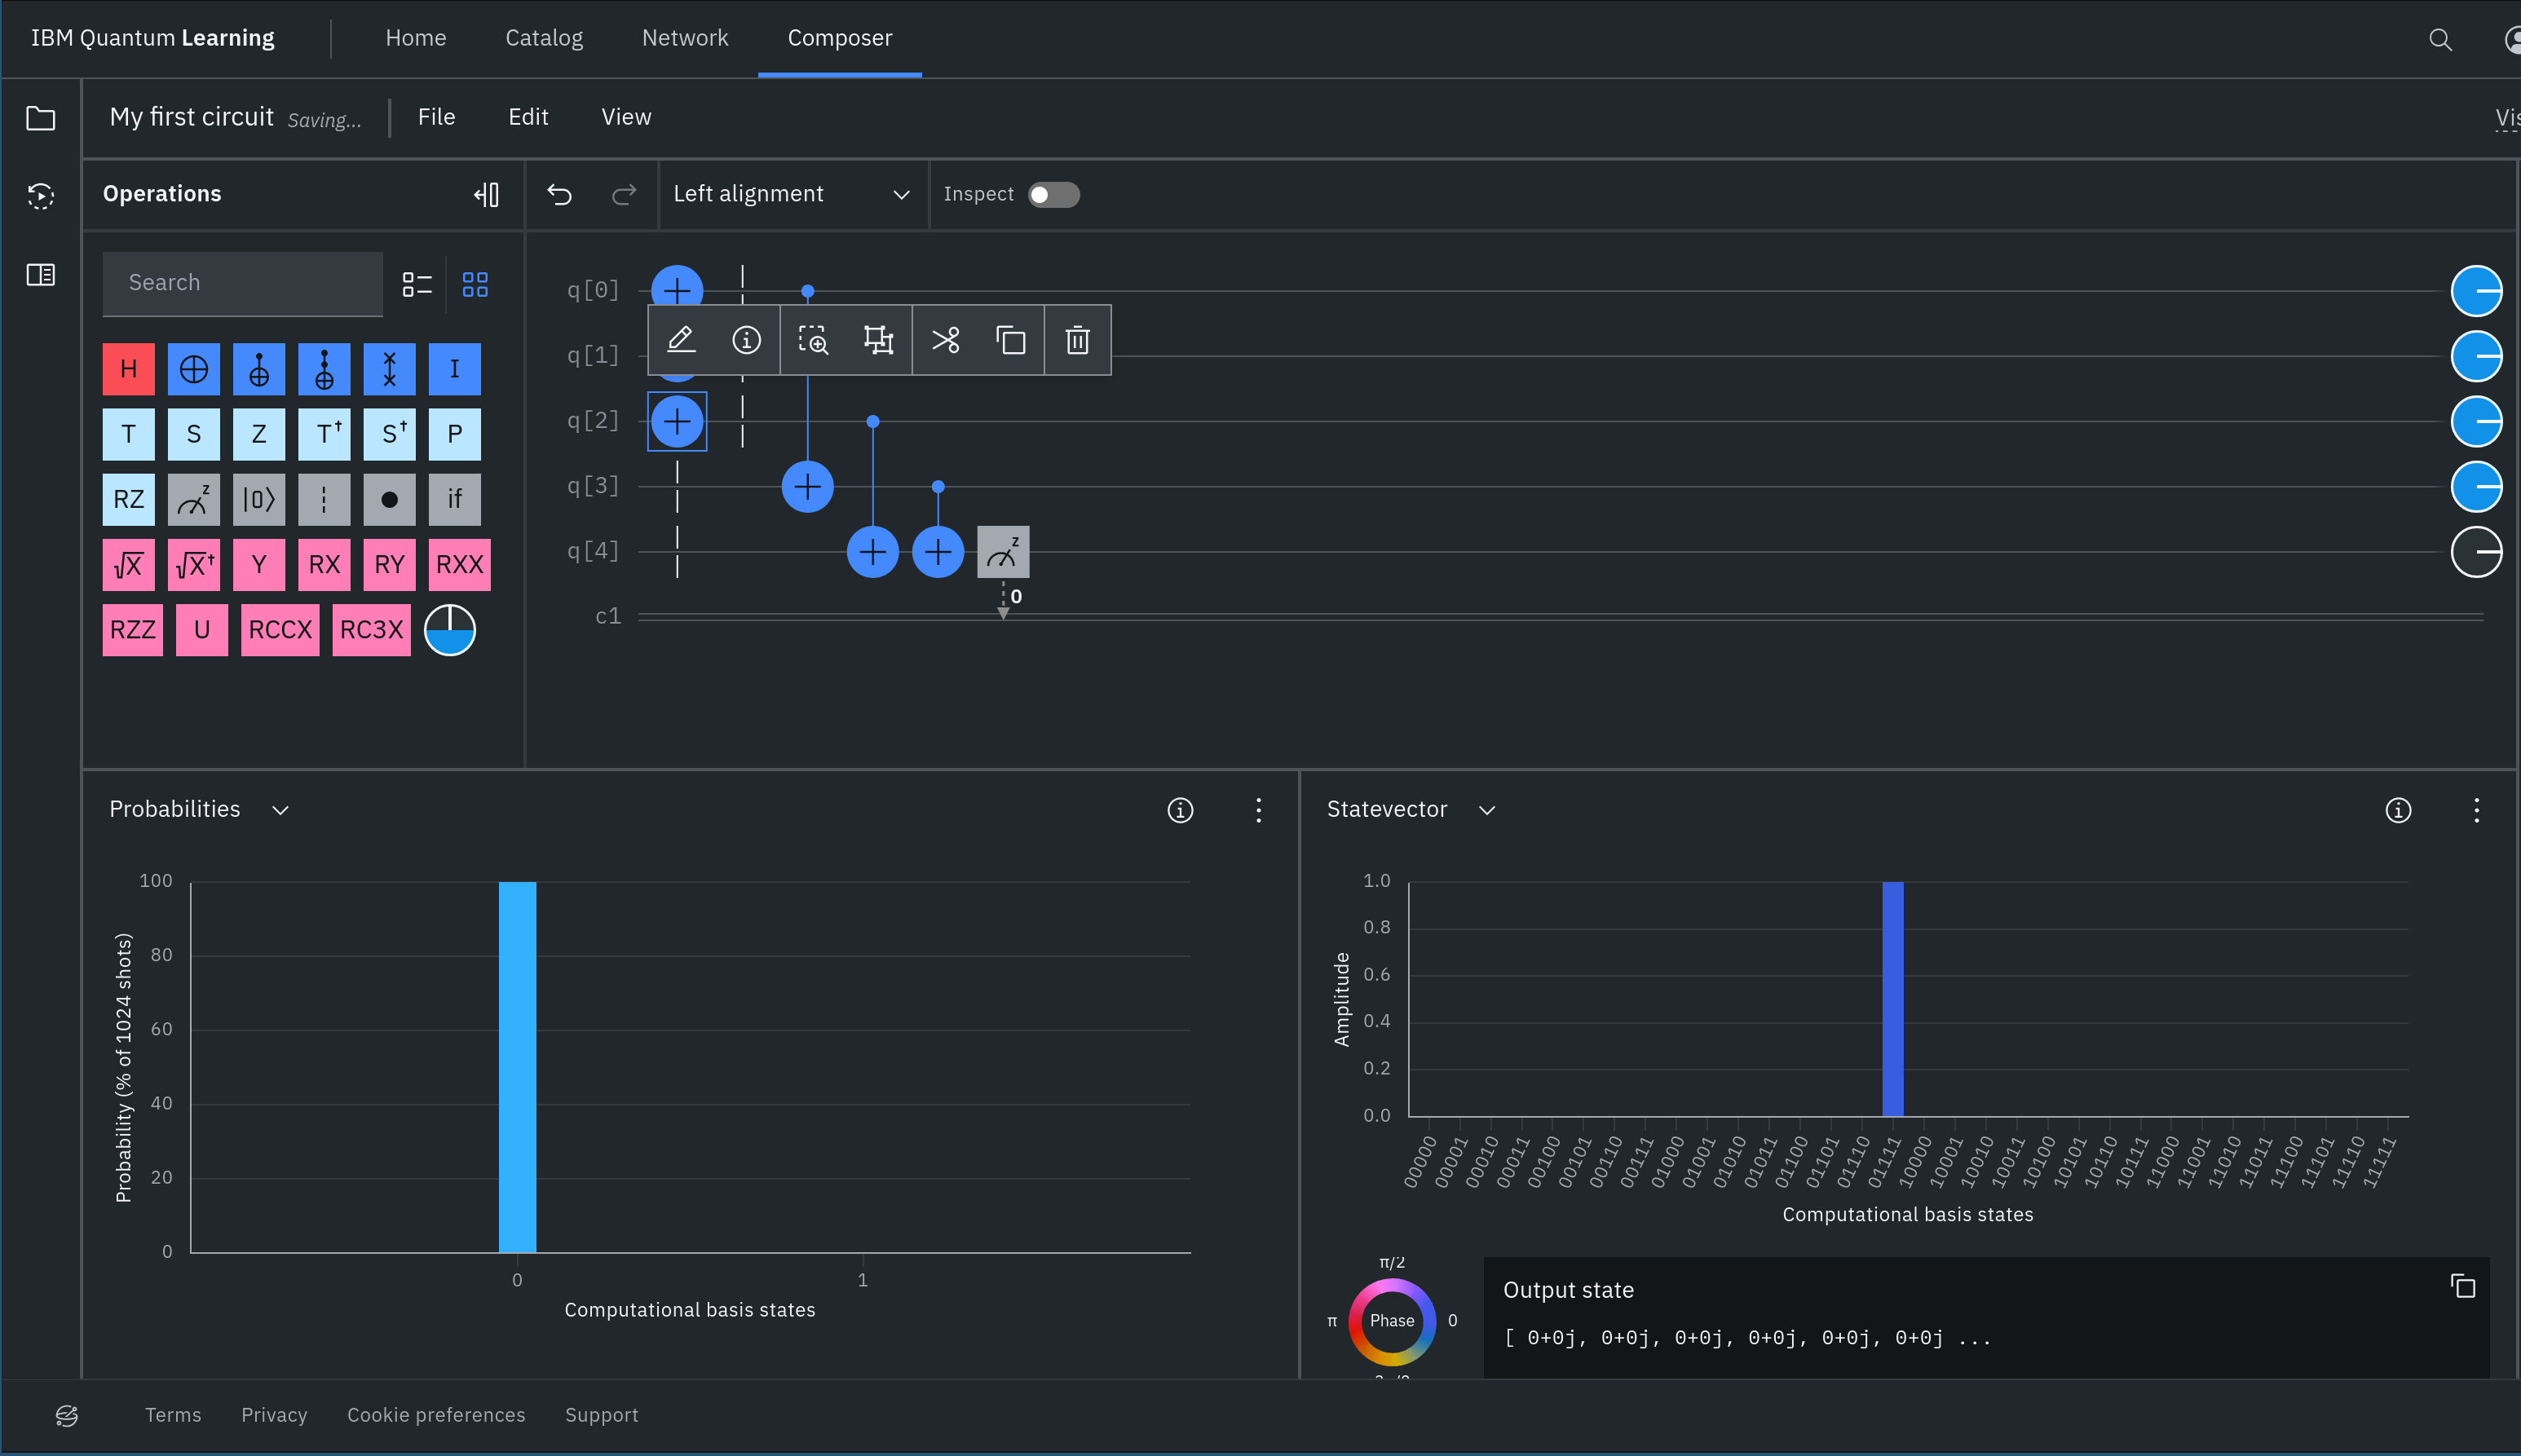 IBM Quantum Learning Home Catalog Network Composer
My first circuit Saving... File Edit View Vis
Operations Left alignment Inspect
Search
H I
T S Z T† S† P
RZ z |0⟩ if
√X √X† Y RX RY RXX
RZZ U RCCX RC3X
q[0]
q[1]
q[2]
q[3]
q[4] z
0
c1
Probabilities
100
80
60
40
20
0
Probability (% of 1024 shots)
0 1
Computational basis states
Statevector
1.0
0.8
0.6
0.4
0.2
0.0
Amplitude
00000 00001 00010 00011 00100 00101 00110 00111 01000 01001 01010 01011 01100 01101 01110 01111 10000 10001 10010 10011 10100 10101 10110 10111 11000 11001 11010 11011 11100 11101 11110 11111
Computational basis states
π/2
π Phase 0
Output state
[ 0+0j, 0+0j, 0+0j, 0+0j, 0+0j, 0+0j ...
Terms Privacy Cookie preferences Support